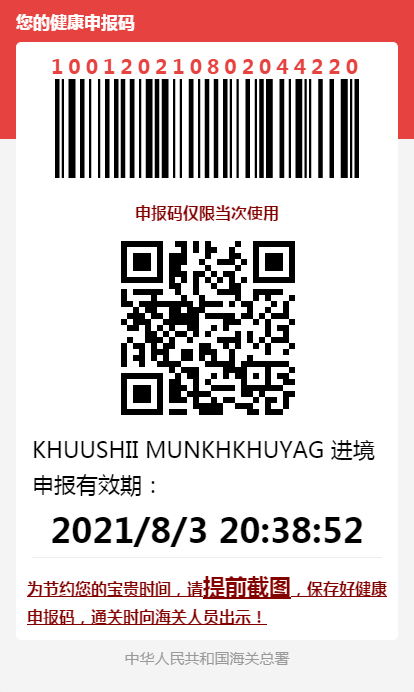 您的健康申报码
100120210802044220
申报码仅限当次使用
KHUUSHII MUNKHKHUYAG 进境
申报有效期：
2021/8/3 20:38:52
为节约您的宝贵时间，请提前截图，保存好健康
申报码，通关时向海关人员出示！
中华人民共和国海关总署